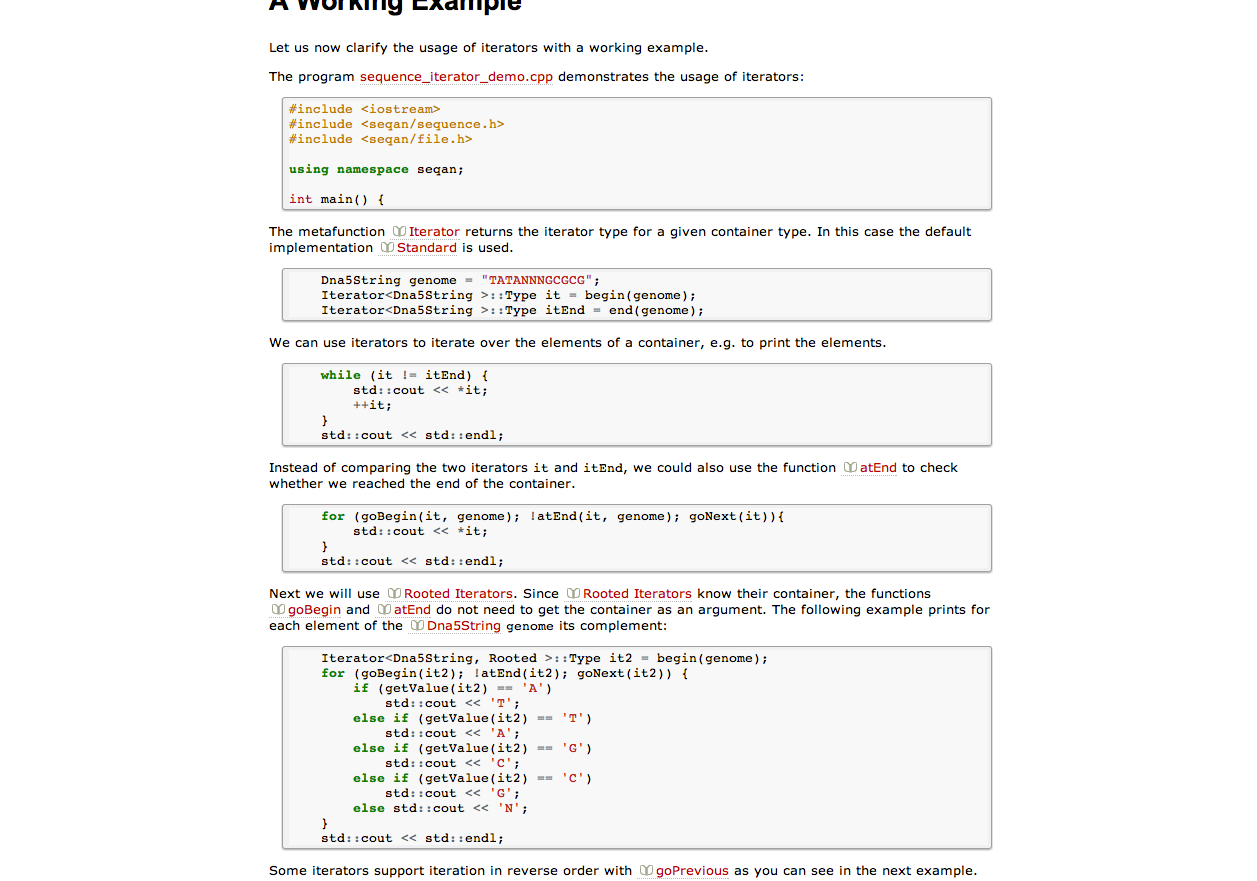 A Working Example
Let us now clarify the usage of iterators with a working example.
The program sequence_iterator_demo.cpp demonstrates the usage of iterators:
#include <iostream>
#include <seqan/sequence.h>
#include <seqan/file.h>
using namespace seqan;
int main() {
The metafunction Iterator returns the iterator type for a given container type. In this case the default
implementation Standard is used.
Dna5String genome = "TATANNNGCGCG";
Iterator<Dna5String >::Type it = begin(genome);
Iterator<Dna5String >::Type itEnd = end(genome);
We can use iterators to iterate over the elements of a container, e.g. to print the elements.
while (it != itEnd) {
std::cout << *it;
++it;
}
std::cout << std::endl;
Instead of comparing the two iterators it and itEnd, we could also use the function atEnd to check
whether we reached the end of the container.
for (goBegin(it, genome); !atEnd(it, genome); goNext(it)){
std::cout << *it;
}
std::cout << std::endl;
Next we will use Rooted Iterators. Since Rooted Iterators know their container, the functions
goBegin and atEnd do not need to get the container as an argument. The following example prints for
each element of the Dna5String genome its complement:
Iterator<Dna5String, Rooted >::Type it2 = begin(genome);
for (goBegin(it2); !atEnd(it2); goNext(it2)) {
if (getValue(it2) == 'A')
std::cout << 'T';
else if (getValue(it2) == 'T')
std::cout << 'A';
else if (getValue(it2) == 'G')
std::cout << 'C';
else if (getValue(it2) == 'C')
std::cout << 'G';
else std::cout << 'N';
}
std::cout << std::endl;
Some iterators support iteration in reverse order with goPrevious as you can see in the next example.